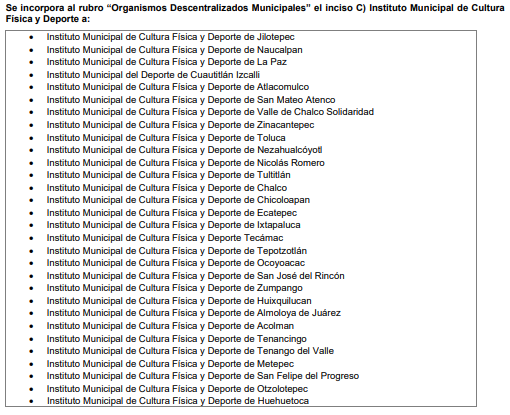 Se incorpora al rubro “Organismos Descentralizados Municipales” el inciso C) Instituto Municipal de Cultura
Física y Deporte a:
• Instituto Municipal de Cultura Física y Deporte de Jilotepec
• Instituto Municipal de Cultura Física y Deporte de Naucalpan
• Instituto Municipal de Cultura Física y Deporte de La Paz
• Instituto Municipal del Deporte de Cuautitlán Izcalli
• Instituto Municipal de Cultura Física y Deporte de Atlacomulco
• Instituto Municipal de Cultura Física y Deporte de San Mateo Atenco
• Instituto Municipal de Cultura Física y Deporte de Valle de Chalco Solidaridad
• Instituto Municipal de Cultura Física y Deporte de Zinacantepec
• Instituto Municipal de Cultura Física y Deporte de Toluca
• Instituto Municipal de Cultura Física y Deporte de Nezahualcóyotl
• Instituto Municipal de Cultura Física y Deporte de Nicolás Romero
• Instituto Municipal de Cultura Física y Deporte de Tultitlán
• Instituto Municipal de Cultura Física y Deporte de Chalco
• Instituto Municipal de Cultura Física y Deporte de Chicoloapan
• Instituto Municipal de Cultura Física y Deporte de Ecatepec
• Instituto Municipal de Cultura Física y Deporte de Ixtapaluca
• Instituto Municipal de Cultura Física y Deporte Tecámac
• Instituto Municipal de Cultura Física y Deporte de Tepotzotlán
• Instituto Municipal de Cultura Física y Deporte de Ocoyoacac
• Instituto Municipal de Cultura Física y Deporte de San José del Rincón
• Instituto Municipal de Cultura Física y Deporte de Zumpango
• Instituto Municipal de Cultura Física y Deporte de Huixquilucan
• Instituto Municipal de Cultura Física y Deporte de Almoloya de Juárez
• Instituto Municipal de Cultura Física y Deporte de Acolman
• Instituto Municipal de Cultura Física y Deporte de Tenancingo
• Instituto Municipal de Cultura Física y Deporte de Tenango del Valle
• Instituto Municipal de Cultura Física y Deporte de Metepec
• Instituto Municipal de Cultura Física y Deporte de San Felipe del Progreso
• Instituto Municipal de Cultura Física y Deporte de Otzolotepec
• Instituto Municipal de Cultura Física y Deporte de Huehuetoca